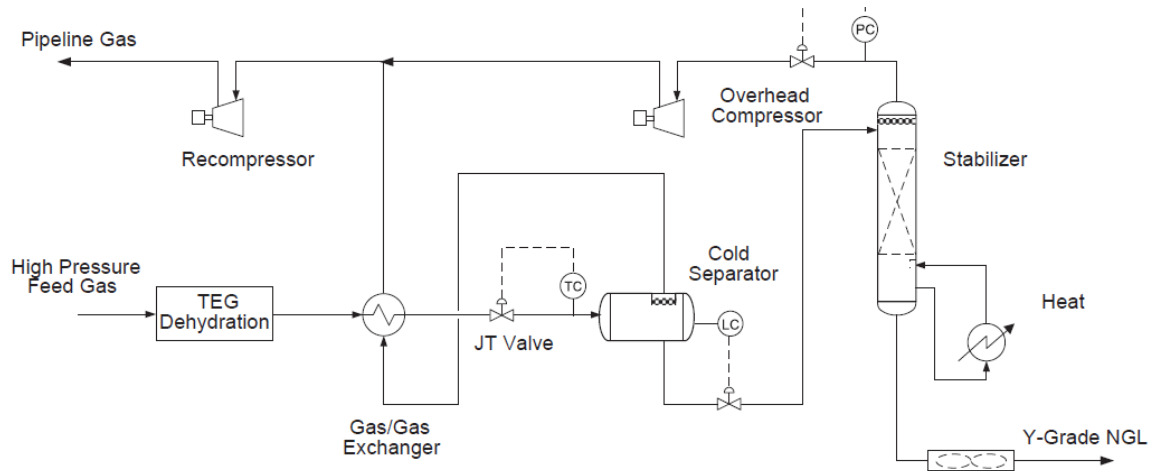 Pipeline Gas
PC
Overhead
Compressor
Recompressor
Stabilizer
High Pressure
Feed Gas
TEG
Dehydration
TC
Cold
Separator
LC
Heat
JT Valve
Gas/Gas
Exchanger
Y-Grade NGL